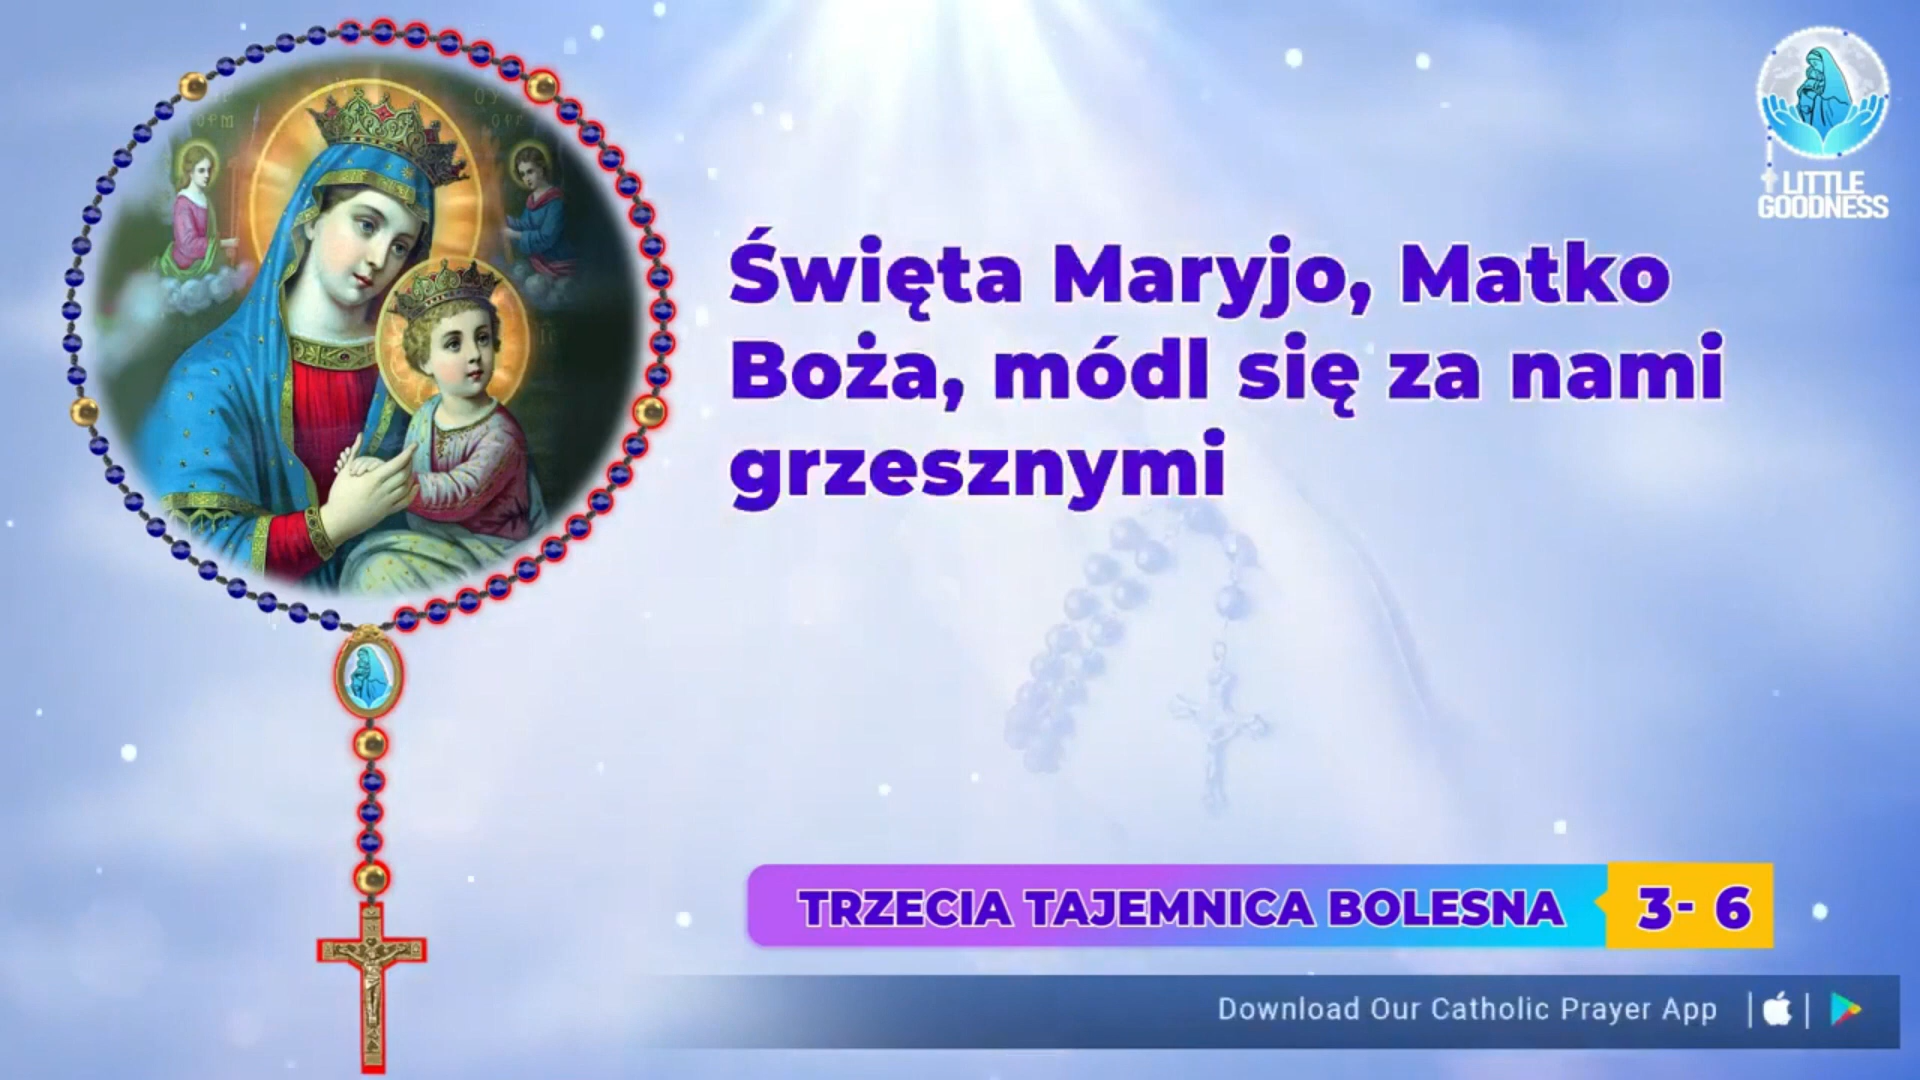 LITTLE
GOODNESS
Święta Maryjo, Matko
Boża, módl się za nami
grzesznymi
TRZECIA TAJEMNICA BOLESNA 3- 6
Download Our Catholic Prayer App